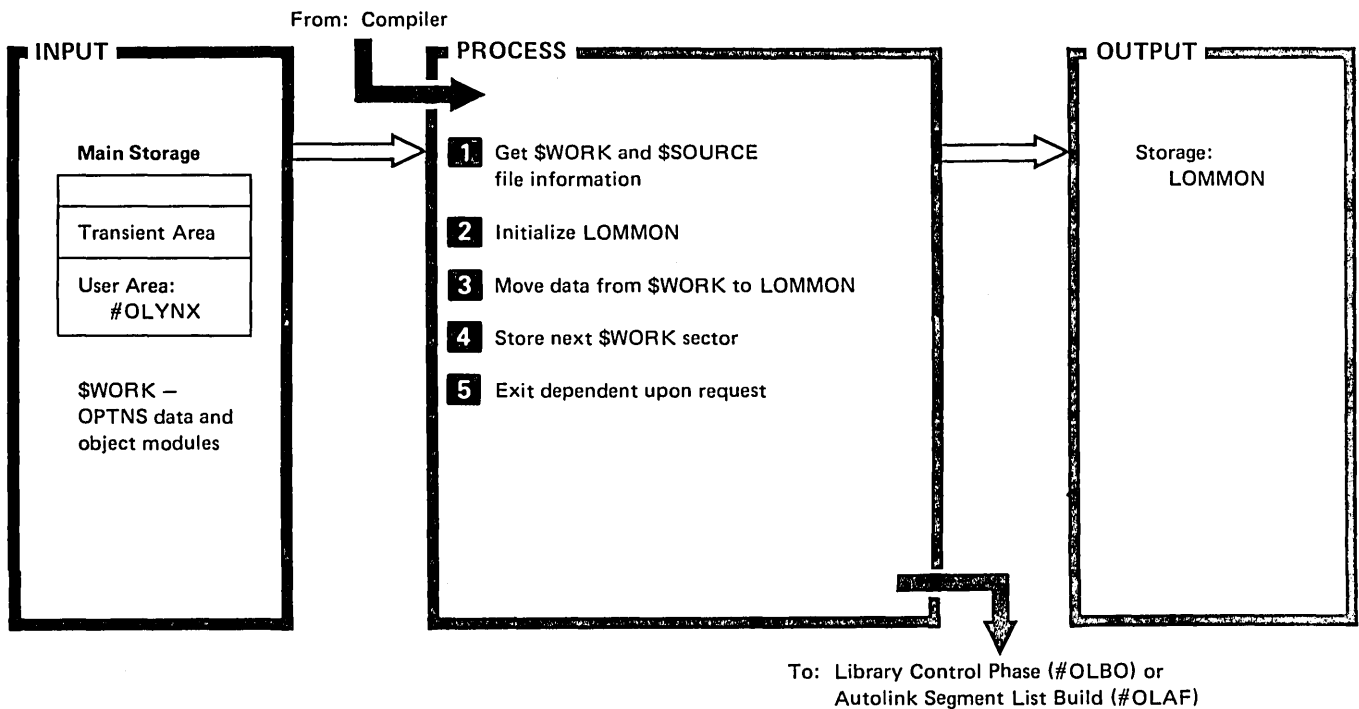 From: Compiler
INPUT
PROCESS
OUTPUT
Main Storage
Transient Area
User Area:
#OLYNX
$WORK –
OPTNS data and
object modules
1 Get $WORK and $SOURCE
file information
2 Initialize LOMMON
3 Move data from $WORK to LOMMON
4 Store next $WORK sector
5 Exit dependent upon request
Storage:
LOMMON
To: Library Control Phase (#OLBO) or
Autolink Segment List Build (#OLAF)